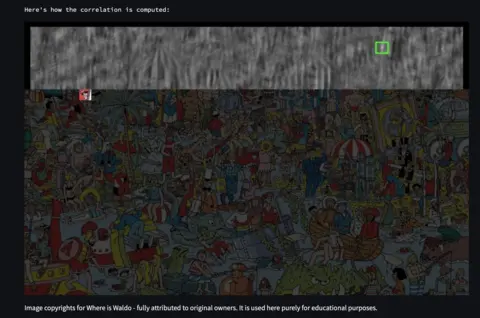 Here's how the correlation is computed:
Image copyrights for Where is Waldo - fully attributed to original owners. It is used here purely for educational purposes.